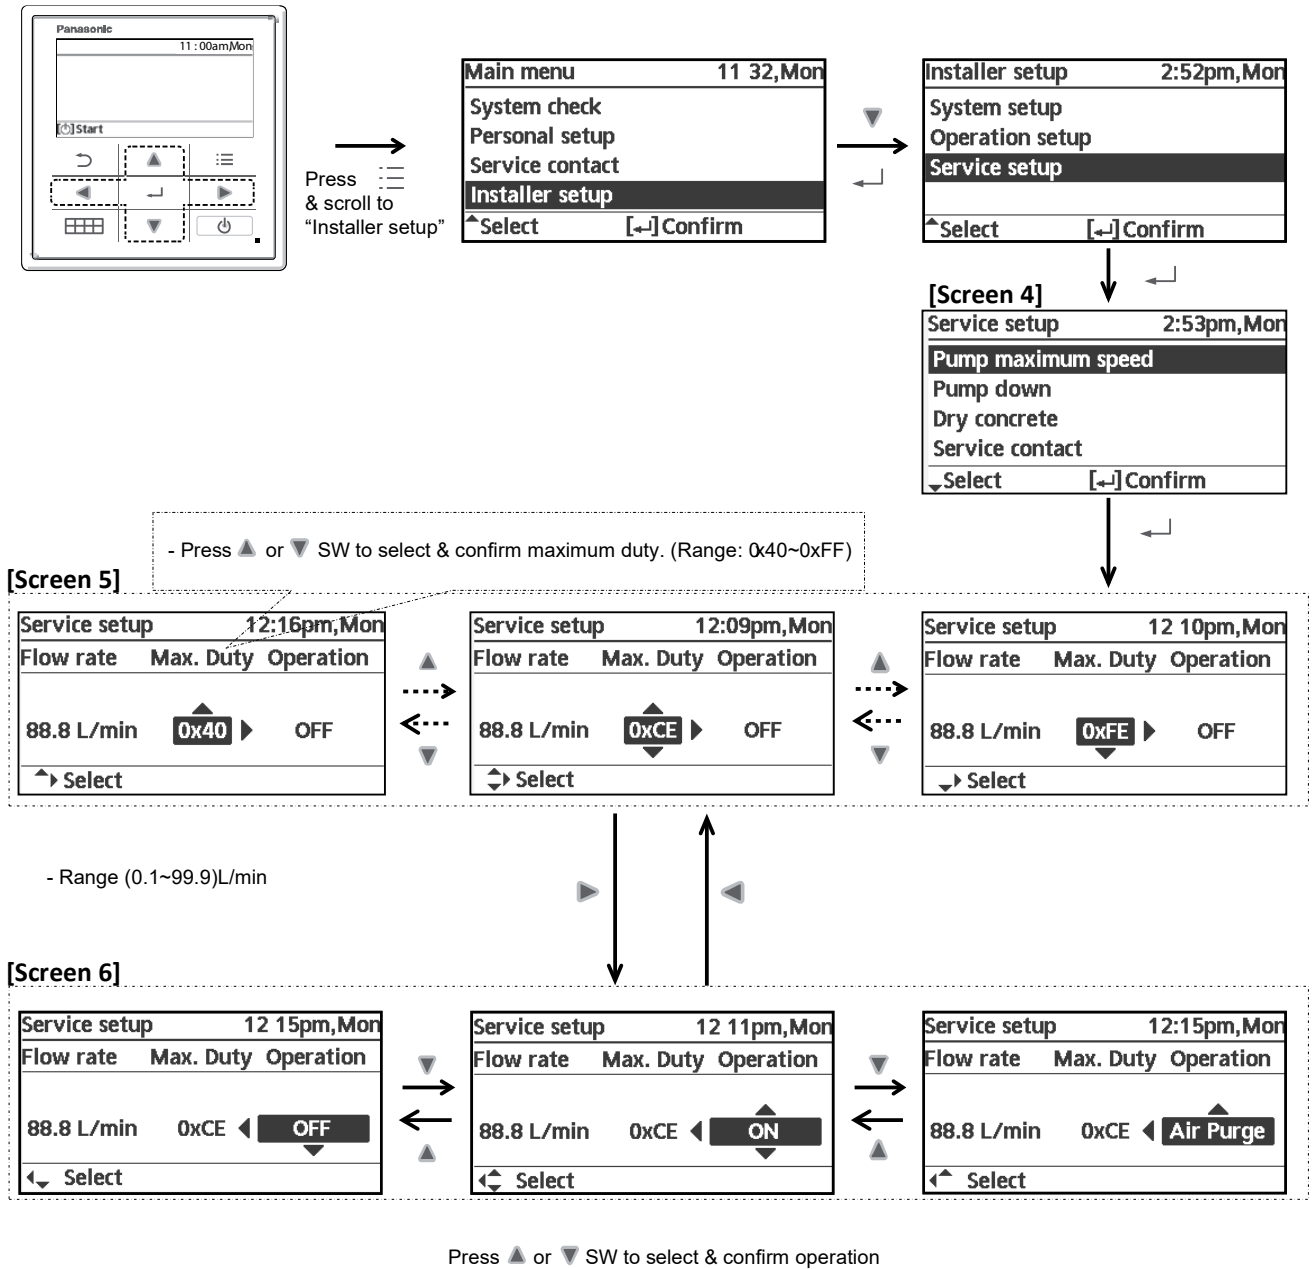 Panasonic
11 : 00am,Mon
[⏻]Start
Press
& scroll to
“Installer setup”
Main menu 11 32,Mon
System check
Personal setup
Service contact
Installer setup
Select [↵]Confirm
Installer setup 2:52pm,Mon
System setup
Operation setup
Service setup
Select [↵]Confirm
[Screen 4]
Service setup 2:53pm,Mon
Pump maximum speed
Pump down
Dry concrete
Service contact
Select [↵]Confirm
- Press ▲ or ▼ SW to select & confirm maximum duty. (Range: 0x40~0xFF)
[Screen 5]
Service setup 12:16pm,Mon
Flow rate Max. Duty Operation
88.8 L/min 0x40 OFF
Select
Service setup 12:09pm,Mon
Flow rate Max. Duty Operation
88.8 L/min 0xCE OFF
Select
Service setup 12 10pm,Mon
Flow rate Max. Duty Operation
88.8 L/min 0xFE OFF
Select
- Range (0.1~99.9)L/min
[Screen 6]
Service setup 12 15pm,Mon
Flow rate Max. Duty Operation
88.8 L/min 0xCE OFF
Select
Service setup 12 11pm,Mon
Flow rate Max. Duty Operation
88.8 L/min 0xCE ON
Select
Service setup 12:15pm,Mon
Flow rate Max. Duty Operation
88.8 L/min 0xCE Air Purge
Select
Press ▲ or ▼ SW to select & confirm operation